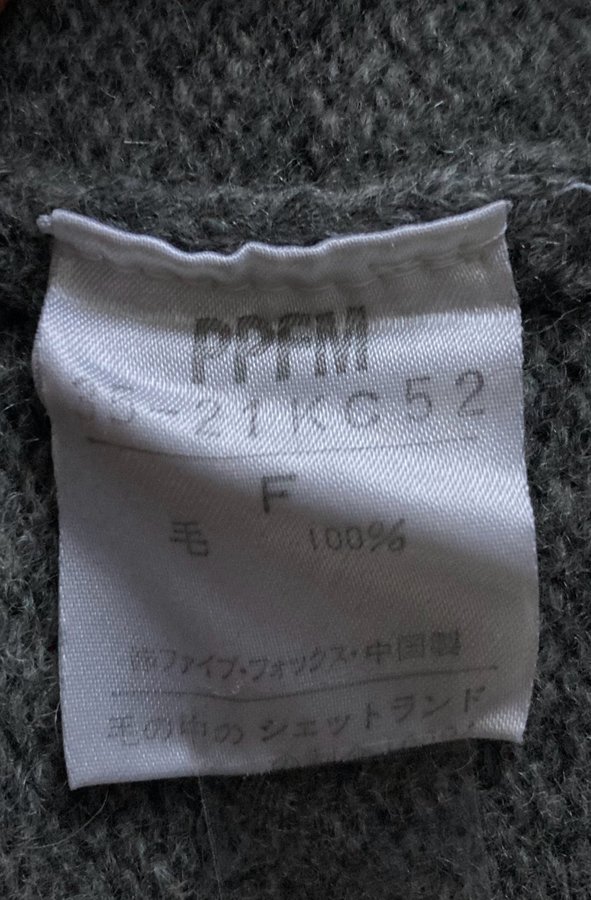 PPFM
35-21KC52
F
毛 100%
㈱ファイブ・フォックス・中国製
毛の中の シェットランド